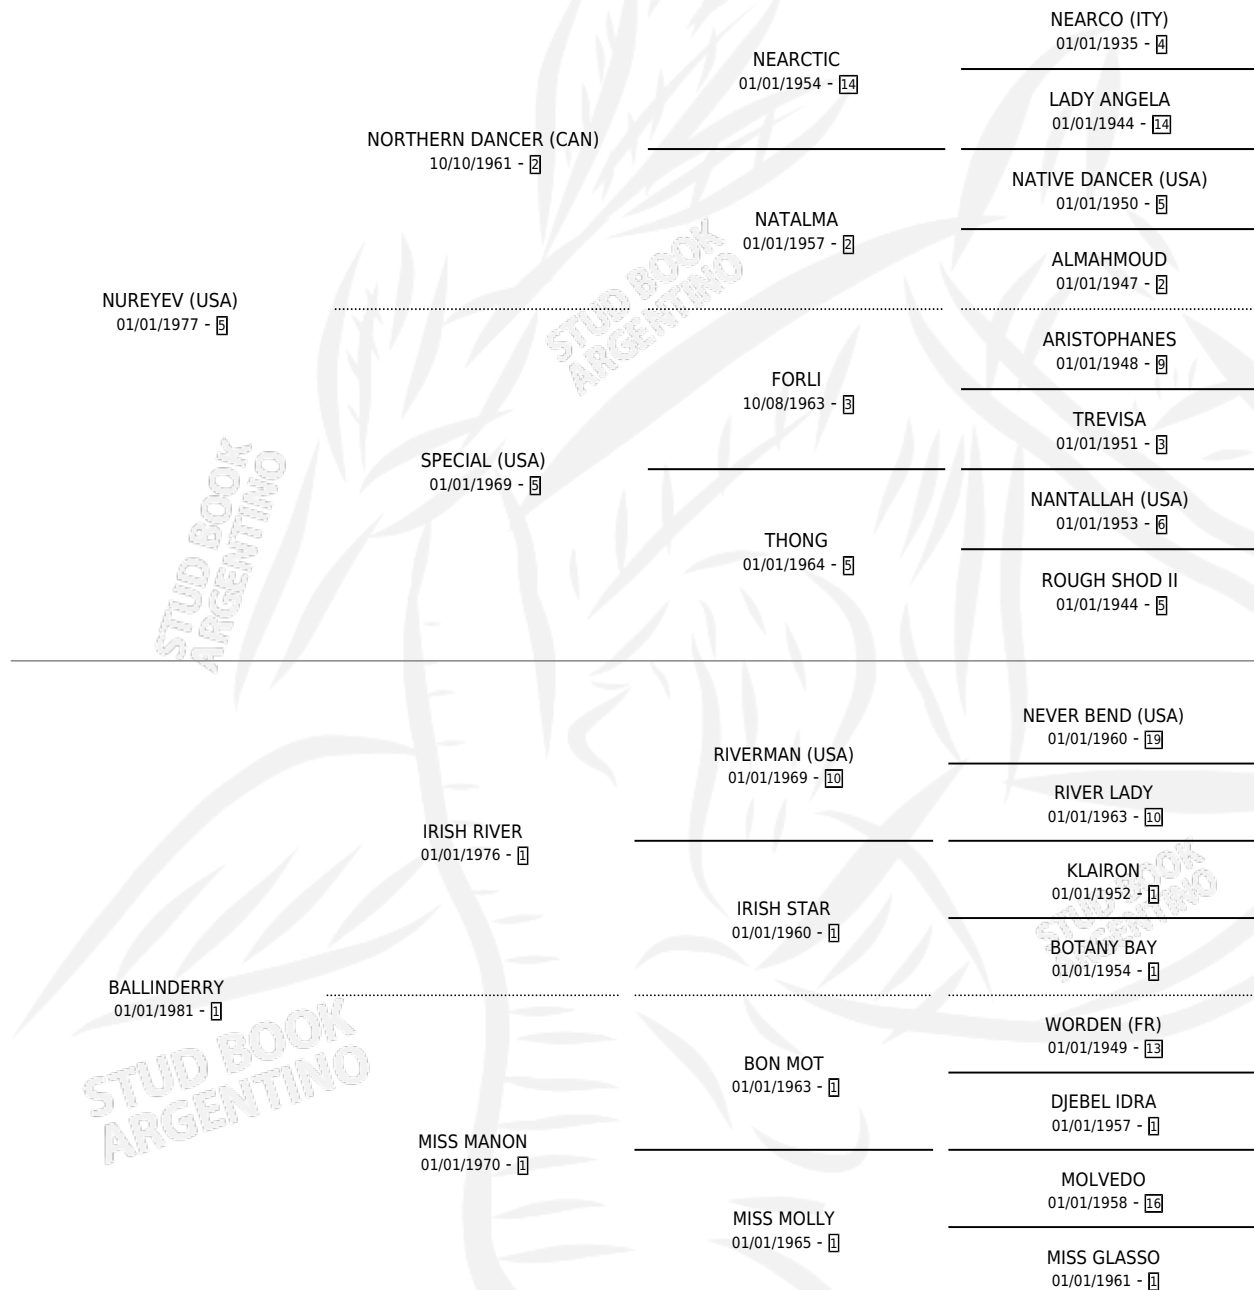 NUREYEV (USA)
01/01/1977 - 5
NORTHERN DANCER (CAN)
10/10/1961 - 2
NEARCTIC
01/01/1954 - 14
NEARCO (ITY)
01/01/1935 - 4
LADY ANGELA
01/01/1944 - 14
NATALMA
01/01/1957 - 2
NATIVE DANCER (USA)
01/01/1950 - 5
ALMAHMOUD
01/01/1947 - 2
SPECIAL (USA)
01/01/1969 - 5
FORLI
10/08/1963 - 3
ARISTOPHANES
01/01/1948 - 9
TREVISA
01/01/1951 - 3
THONG
01/01/1964 - 5
NANTALLAH (USA)
01/01/1953 - 6
ROUGH SHOD II
01/01/1944 - 5
BALLINDERRY
01/01/1981 - 1
IRISH RIVER
01/01/1976 - 1
RIVERMAN (USA)
01/01/1969 - 10
NEVER BEND (USA)
01/01/1960 - 19
RIVER LADY
01/01/1963 - 10
IRISH STAR
01/01/1960 - 1
KLAIRON
01/01/1952 - 1
BOTANY BAY
01/01/1954 - 1
MISS MANON
01/01/1970 - 1
BON MOT
01/01/1963 - 1
WORDEN (FR)
01/01/1949 - 13
DJEBEL IDRA
01/01/1957 - 1
MISS MOLLY
01/01/1965 - 1
MOLVEDO
01/01/1958 - 16
MISS GLASSO
01/01/1961 - 1
STUD BOOK
ARGENTINO
STUD BOOK
ARGENTINO
STUD BOOK
ARGENTINO
STUD BOOK
ARGENTINO